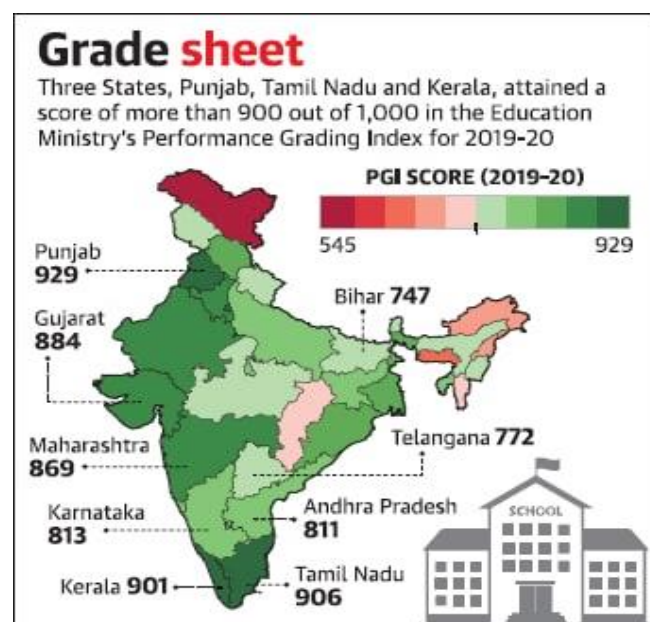 Grade sheet
Three States, Punjab, Tamil Nadu and Kerala, attained a
score of more than 900 out of 1,000 in the Education
Ministry's Performance Grading Index for 2019-20
PGI SCORE (2019–20)
545 929
Punjab
929
Bihar 747
Gujarat
884
Telangana 772
Maharashtra
869
Andhra Pradesh
811
Karnataka
813
SCHOOL
Kerala 901
Tamil Nadu
906